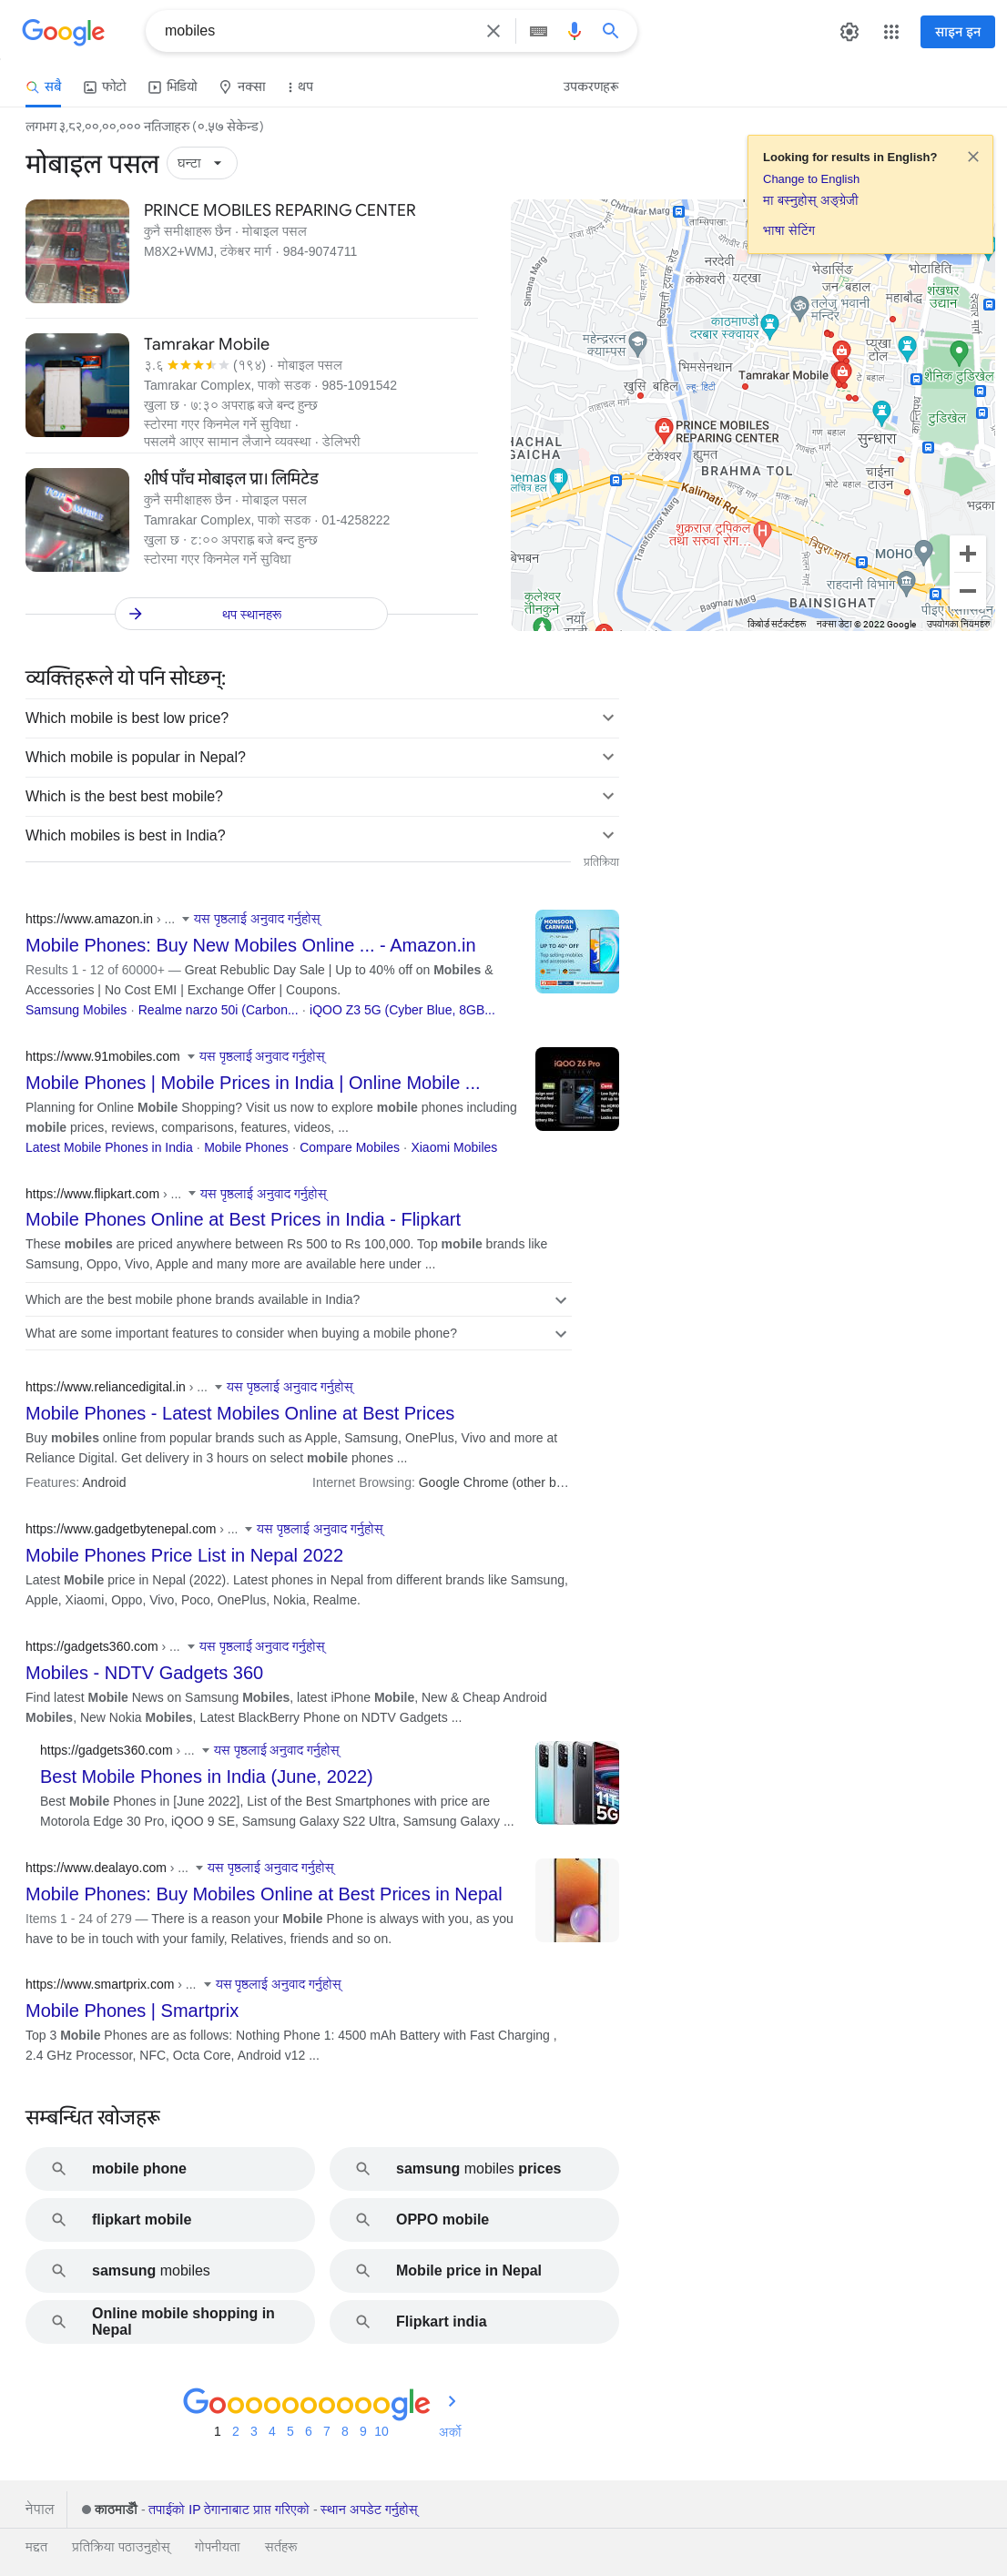 Google
mobiles
साइन इन
सबै फोटो भिडियो नक्सा थप उपकरणहरू
लगभग ३,८२,००,००,००० नतिजाहरु (०.५७ सेकेन्ड)
Looking for results in English?
Change to English
मा बस्नुहोस् अङ्ग्रेजी
भाषा सेटिंग
मोबाइल पसल घन्टा
PRINCE MOBILES REPARING CENTER
कुनै समीक्षाहरू छैन · मोबाइल पसल
M8X2+WMJ, टंकेश्वर मार्ग · 984-9074711
Tamrakar Mobile
३.६ (१९४) · मोबाइल पसल
Tamrakar Complex, पाको सडक · 985-1091542
खुला छ · ७:३० अपराह्न बजे बन्द हुन्छ
स्टोरमा गएर किनमेल गर्ने सुविधा ·
पसलमै आएर सामान लैजाने व्यवस्था · डेलिभरी
शीर्ष पाँच मोबाइल प्रा। लिमिटेड
कुनै समीक्षाहरू छैन · मोबाइल पसल
Tamrakar Complex, पाको सडक · 01-4258222
खुला छ · ८:०० अपराह्न बजे बन्द हुन्छ
स्टोरमा गएर किनमेल गर्ने सुविधा
थप स्थानहरू
Chitrakar Marg
Simana Marg
नरदेवी
कंकेश्वरी यट्खा
भेडासिंह
भोटाहिति
जन बहाल
महाबौद्ध
शंखधर
उद्यान
तलेजु भवानी
मन्दिर
काठमाण्डौ
दरबार स्क्वायर
महेन्द्ररत्न
क्याम्पस
प्यूखा
टोल
भिमसेनथान
Tamrakar Mobile
टे बहाल
शैनिक टुडिखेल
खुसि बहिल
ल्हू: हिटी
टुडिखेल
PRINCE MOBILES
REPARING CENTER
गण बहाल
सुन्धारा
टंकेश्वर
ह्युमत
BRAHMA TOL
चाईना
टाउन
भोटे बहाल
भद्रका
Kalimati Rd
Transformor Marg
शुक्रराज ट्रपिकल
तथा सरुवा रोग...
त्रिपुरा मार्ग
MOHO
राहदानी विभाग
BAINSIGHAT
Bagmati Marg
किबोर्ड सर्टकटहरू नक्सा डेटा © 2022 Google उपयोगका नियमहरू
व्यक्तिहरूले यो पनि सोध्छन्:
Which mobile is best low price?
Which mobile is popular in Nepal?
Which is the best best mobile?
Which mobiles is best in India?
प्रतिक्रिया
https://www.amazon.in › ... यस पृष्ठलाई अनुवाद गर्नुहोस्
Mobile Phones: Buy New Mobiles Online ... - Amazon.in
Results 1 - 12 of 60000+ — Great Rebublic Day Sale | Up to 40% off on Mobiles &
Accessories | No Cost EMI | Exchange Offer | Coupons.
Samsung Mobiles · Realme narzo 50i (Carbon... · iQOO Z3 5G (Cyber Blue, 8GB...
MONSOON
CARNIVAL
UP TO 40% OFF
Top selling mobiles
and accessories
https://www.91mobiles.com यस पृष्ठलाई अनुवाद गर्नुहोस्
Mobile Phones | Mobile Prices in India | Online Mobile ...
Planning for Online Mobile Shopping? Visit us now to explore mobile phones including
mobile prices, reviews, comparisons, features, videos, ...
Latest Mobile Phones in India · Mobile Phones · Compare Mobiles · Xiaomi Mobiles
iQOO Z6 Pro
REVIEW
Pros Cons
https://www.flipkart.com › ... यस पृष्ठलाई अनुवाद गर्नुहोस्
Mobile Phones Online at Best Prices in India - Flipkart
These mobiles are priced anywhere between Rs 500 to Rs 100,000. Top mobile brands like
Samsung, Oppo, Vivo, Apple and many more are available here under ...
Which are the best mobile phone brands available in India?
What are some important features to consider when buying a mobile phone?
https://www.reliancedigital.in › ... यस पृष्ठलाई अनुवाद गर्नुहोस्
Mobile Phones - Latest Mobiles Online at Best Prices
Buy mobiles online from popular brands such as Apple, Samsung, OnePlus, Vivo and more at
Reliance Digital. Get delivery in 3 hours on select mobile phones ...
Features: Android Internet Browsing: Google Chrome (other b…
https://www.gadgetbytenepal.com › ... यस पृष्ठलाई अनुवाद गर्नुहोस्
Mobile Phones Price List in Nepal 2022
Latest Mobile price in Nepal (2022). Latest phones in Nepal from different brands like Samsung,
Apple, Xiaomi, Oppo, Vivo, Poco, OnePlus, Nokia, Realme.
https://gadgets360.com › ... यस पृष्ठलाई अनुवाद गर्नुहोस्
Mobiles - NDTV Gadgets 360
Find latest Mobile News on Samsung Mobiles, latest iPhone Mobile, New & Cheap Android
Mobiles, New Nokia Mobiles, Latest BlackBerry Phone on NDTV Gadgets ...
https://gadgets360.com › ... यस पृष्ठलाई अनुवाद गर्नुहोस्
Best Mobile Phones in India (June, 2022)
Best Mobile Phones in [June 2022], List of the Best Smartphones with price are
Motorola Edge 30 Pro, iQOO 9 SE, Samsung Galaxy S22 Ultra, Samsung Galaxy ...
11T
5G
https://www.dealayo.com › ... यस पृष्ठलाई अनुवाद गर्नुहोस्
Mobile Phones: Buy Mobiles Online at Best Prices in Nepal
Items 1 - 24 of 279 — There is a reason your Mobile Phone is always with you, as you
have to be in touch with your family, Relatives, friends and so on.
https://www.smartprix.com › ... यस पृष्ठलाई अनुवाद गर्नुहोस्
Mobile Phones | Smartprix
Top 3 Mobile Phones are as follows: Nothing Phone 1: 4500 mAh Battery with Fast Charging ,
2.4 GHz Processor, NFC, Octa Core, Android v12 ...
सम्बन्धित खोजहरू
mobile phone samsung mobiles prices
flipkart mobile OPPO mobile
samsung mobiles Mobile price in Nepal
Online mobile shopping in
Nepal
Flipkart india
Goooooooooogle
1 2 3 4 5 6 7 8 9 10 अर्को
नेपाल काठमाडौँ - तपाईंको IP ठेगानाबाट प्राप्त गरिएको - स्थान अपडेट गर्नुहोस्
मद्दत प्रतिक्रिया पठाउनुहोस् गोपनीयता सर्तहरू